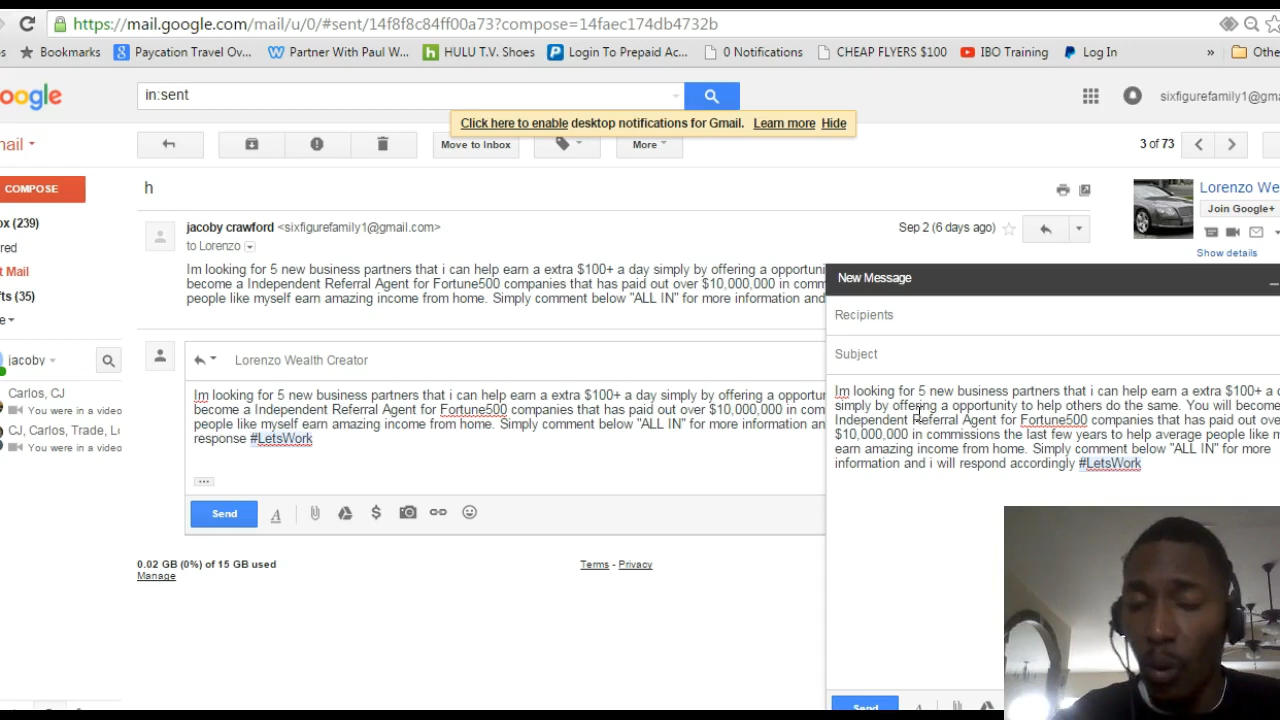 https://mail.google.com/mail/u/0/#sent/14f8f8c84ff00a73?compose=14faec174db4732b
Bookmarks Paycation Travel Ov... Partner With Paul W... HULU T.V. Shoes Login To Prepaid Ac... 0 Notifications CHEAP FLYERS $100 IBO Training Log In » Othe
oogle
in:sent
sixfigurefamily1@gma
Click here to enable desktop notifications for Gmail. Learn more Hide
ail
Move to Inbox
More
3 of 73
COMPOSE
h
Lorenzo We
Join Google+
ox (239)
jacoby crawford <sixfigurefamily1@gmail.com>
Sep 2 (6 days ago)
red
to Lorenzo
Show details
t Mail
Im looking for 5 new business partners that i can help earn a extra $100+ a day simply by offering a opportuni
become a Independent Referral Agent for Fortune500 companies that has paid out over $10,000,000 in comm
people like myself earn amazing income from home. Simply comment below "ALL IN" for more information and
fts (35)
e
New Message
Recipients
Subject
jacoby
Lorenzo Wealth Creator
Carlos, CJ
You were in a video
CJ, Carlos, Trade, Lo
You were in a video
Im looking for 5 new business partners that i can help earn a extra $100+ a day simply by offering a opportun
become a Independent Referral Agent for Fortune500 companies that has paid out over $10,000,000 in com
people like myself earn amazing income from home. Simply comment below "ALL IN" for more information an
response #LetsWork
Im looking for 5 new business partners that i can help earn a extra $100+ a d
simply by offering a opportunity to help others do the same. You will become
Independent Referral Agent for Fortune500 companies that has paid out over
$10,000,000 in commissions the last few years to help average people like m
earn amazing income from home. Simply comment below "ALL IN" for more
information and i will respond accordingly #LetsWork
...
Send
0.02 GB (0%) of 15 GB used
Manage
Terms - Privacy
Send